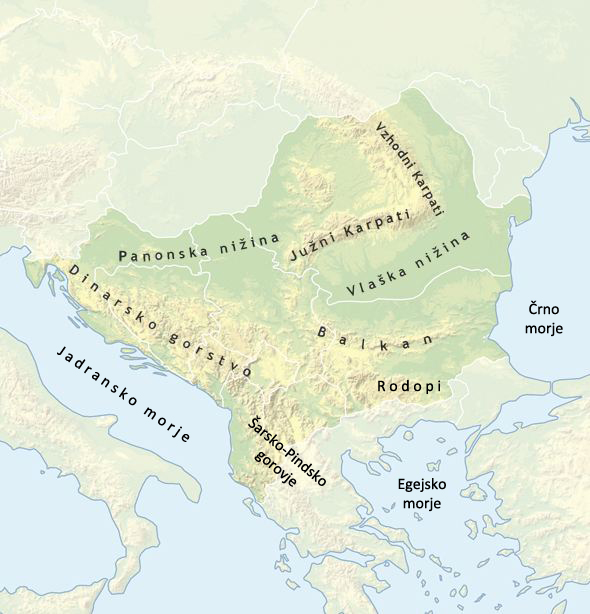 Vzhodni Karpati
Južni Karpati
Panonska nižina
Vlaška nižina
Dinarsko gorstvo
Balkan
Črno
morje
Jadransko morje
Rodopi
Šarsko-Pindsko
gorovje
Egejsko
morje